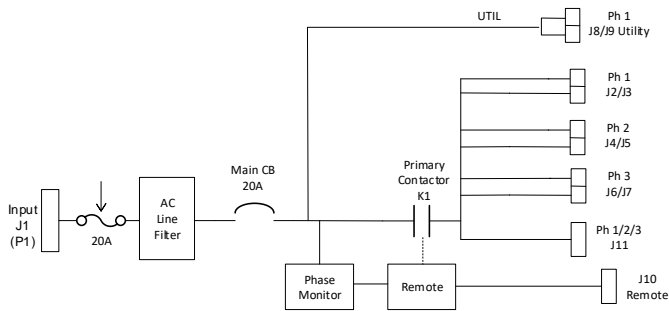 UTIL
Ph 1
J8/J9 Utility
Ph 1
J2/J3
Ph 2
J4/J5
Main CB
20A
Primary
Contactor
K1
Ph 3
J6/J7
Input
J1
(P1)
20A
AC
Line
Filter
Ph 1/2/3
J11
Phase
Monitor
Remote
J10
Remote